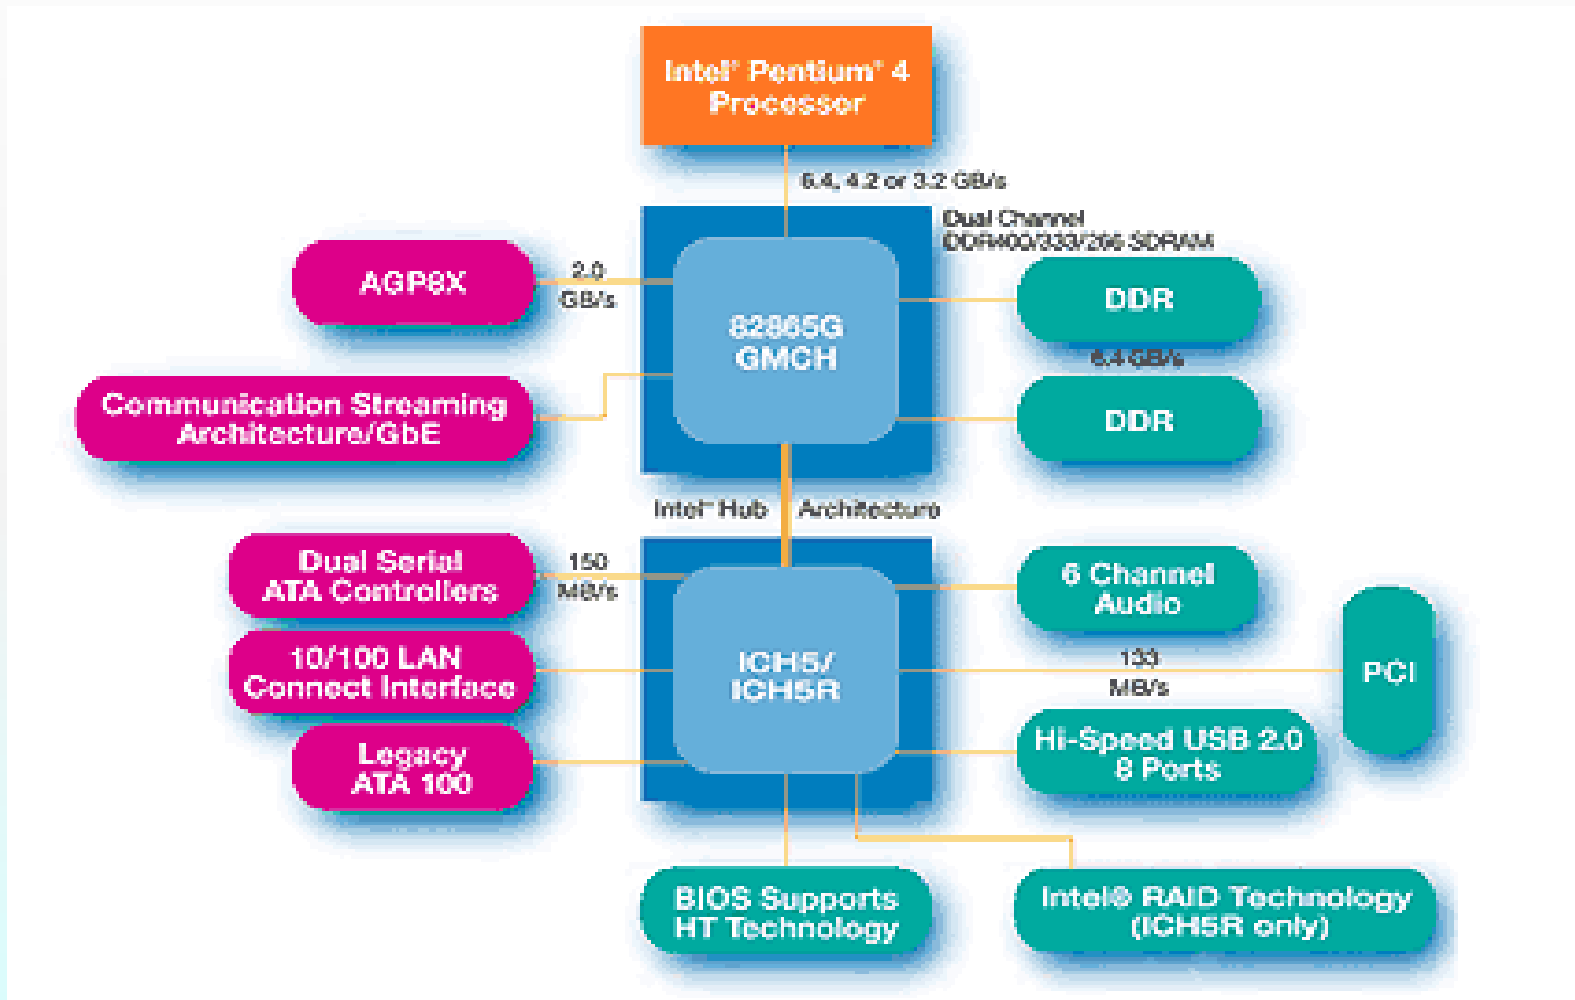 Intel® Pentium® 4
Processor
6.4, 4.2 or 3.2 GB/s
Dual Channel
DDR400/333/266 SDRAM
AGP8X
2.0
GB/s
DDR
82865G
GMCH
6.4 GB/s
Communication Streaming
Architecture/GbE
DDR
Intel™ Hub Architecture
Dual Serial
ATA Controllers
150
MB/s
6 Channel
Audio
10/100 LAN
Connect Interface
ICH5/
ICH5R
133
MB/s
PCI
Legacy
ATA 100
Hi-Speed USB 2.0
8 Ports
BIOS Supports
HT Technology
Intel® RAID Technology
(ICH5R only)